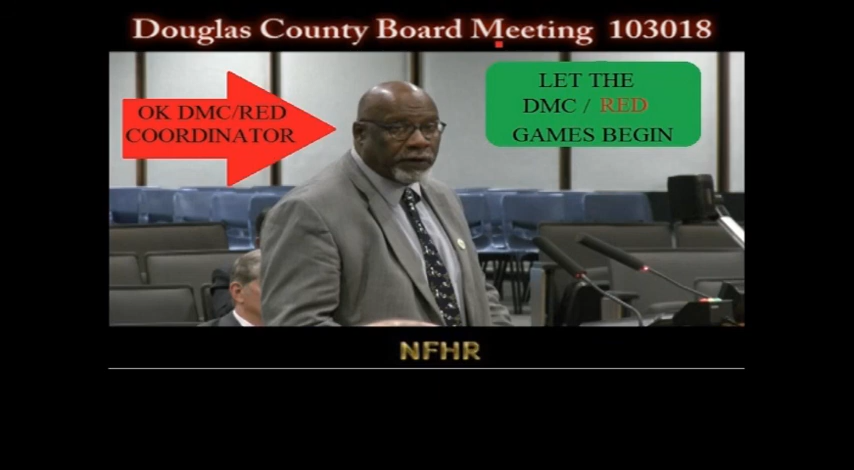 Douglas County Board Meeting 103018
OK DMC/RED
COORDINATOR
LET THE
DMC / RED
GAMES BEGIN
NFHR